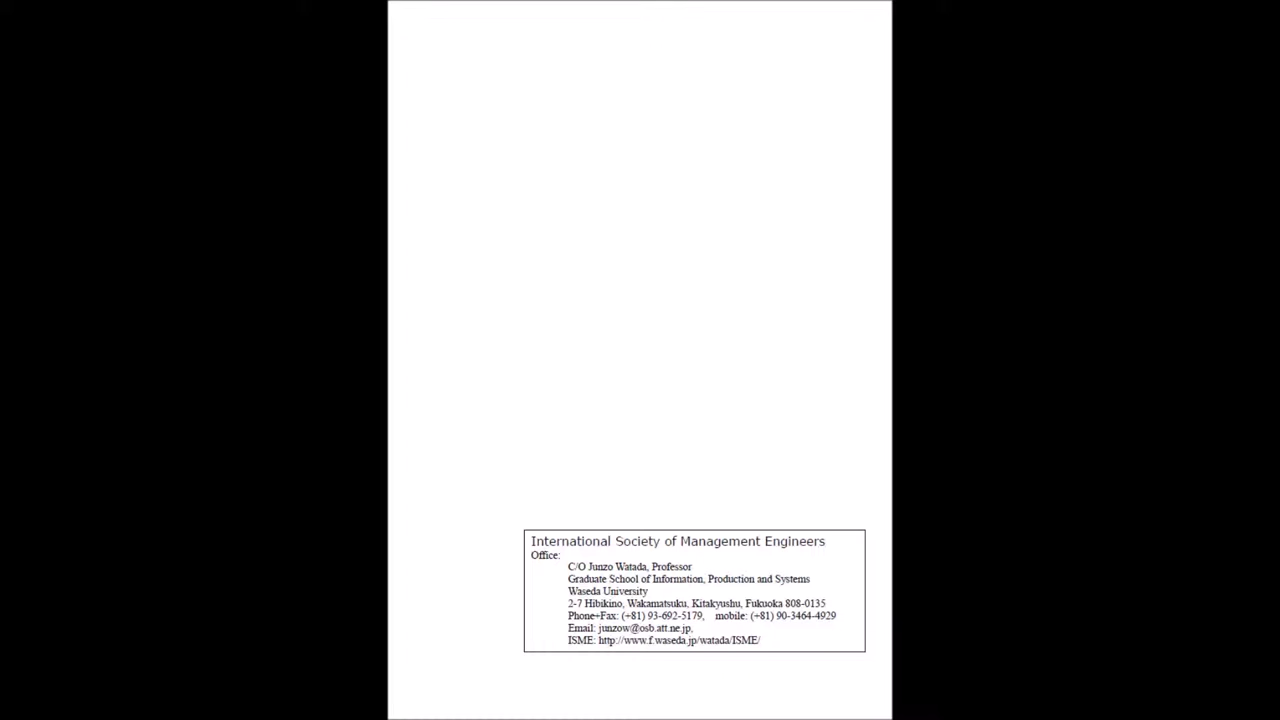 International Society of Management Engineers
Office:
C/O Junzo Watada, Professor
Graduate School of Information, Production and Systems
Waseda University
2-7 Hibikino, Wakamatsuku, Kitakyushu, Fukuoka 808-0135
Phone+Fax: (+81) 93-692-5179, mobile: (+81) 90-3464-4929
Email: junzow@osb.att.ne.jp,
ISME: http://www.f.waseda.jp/watada/ISME/